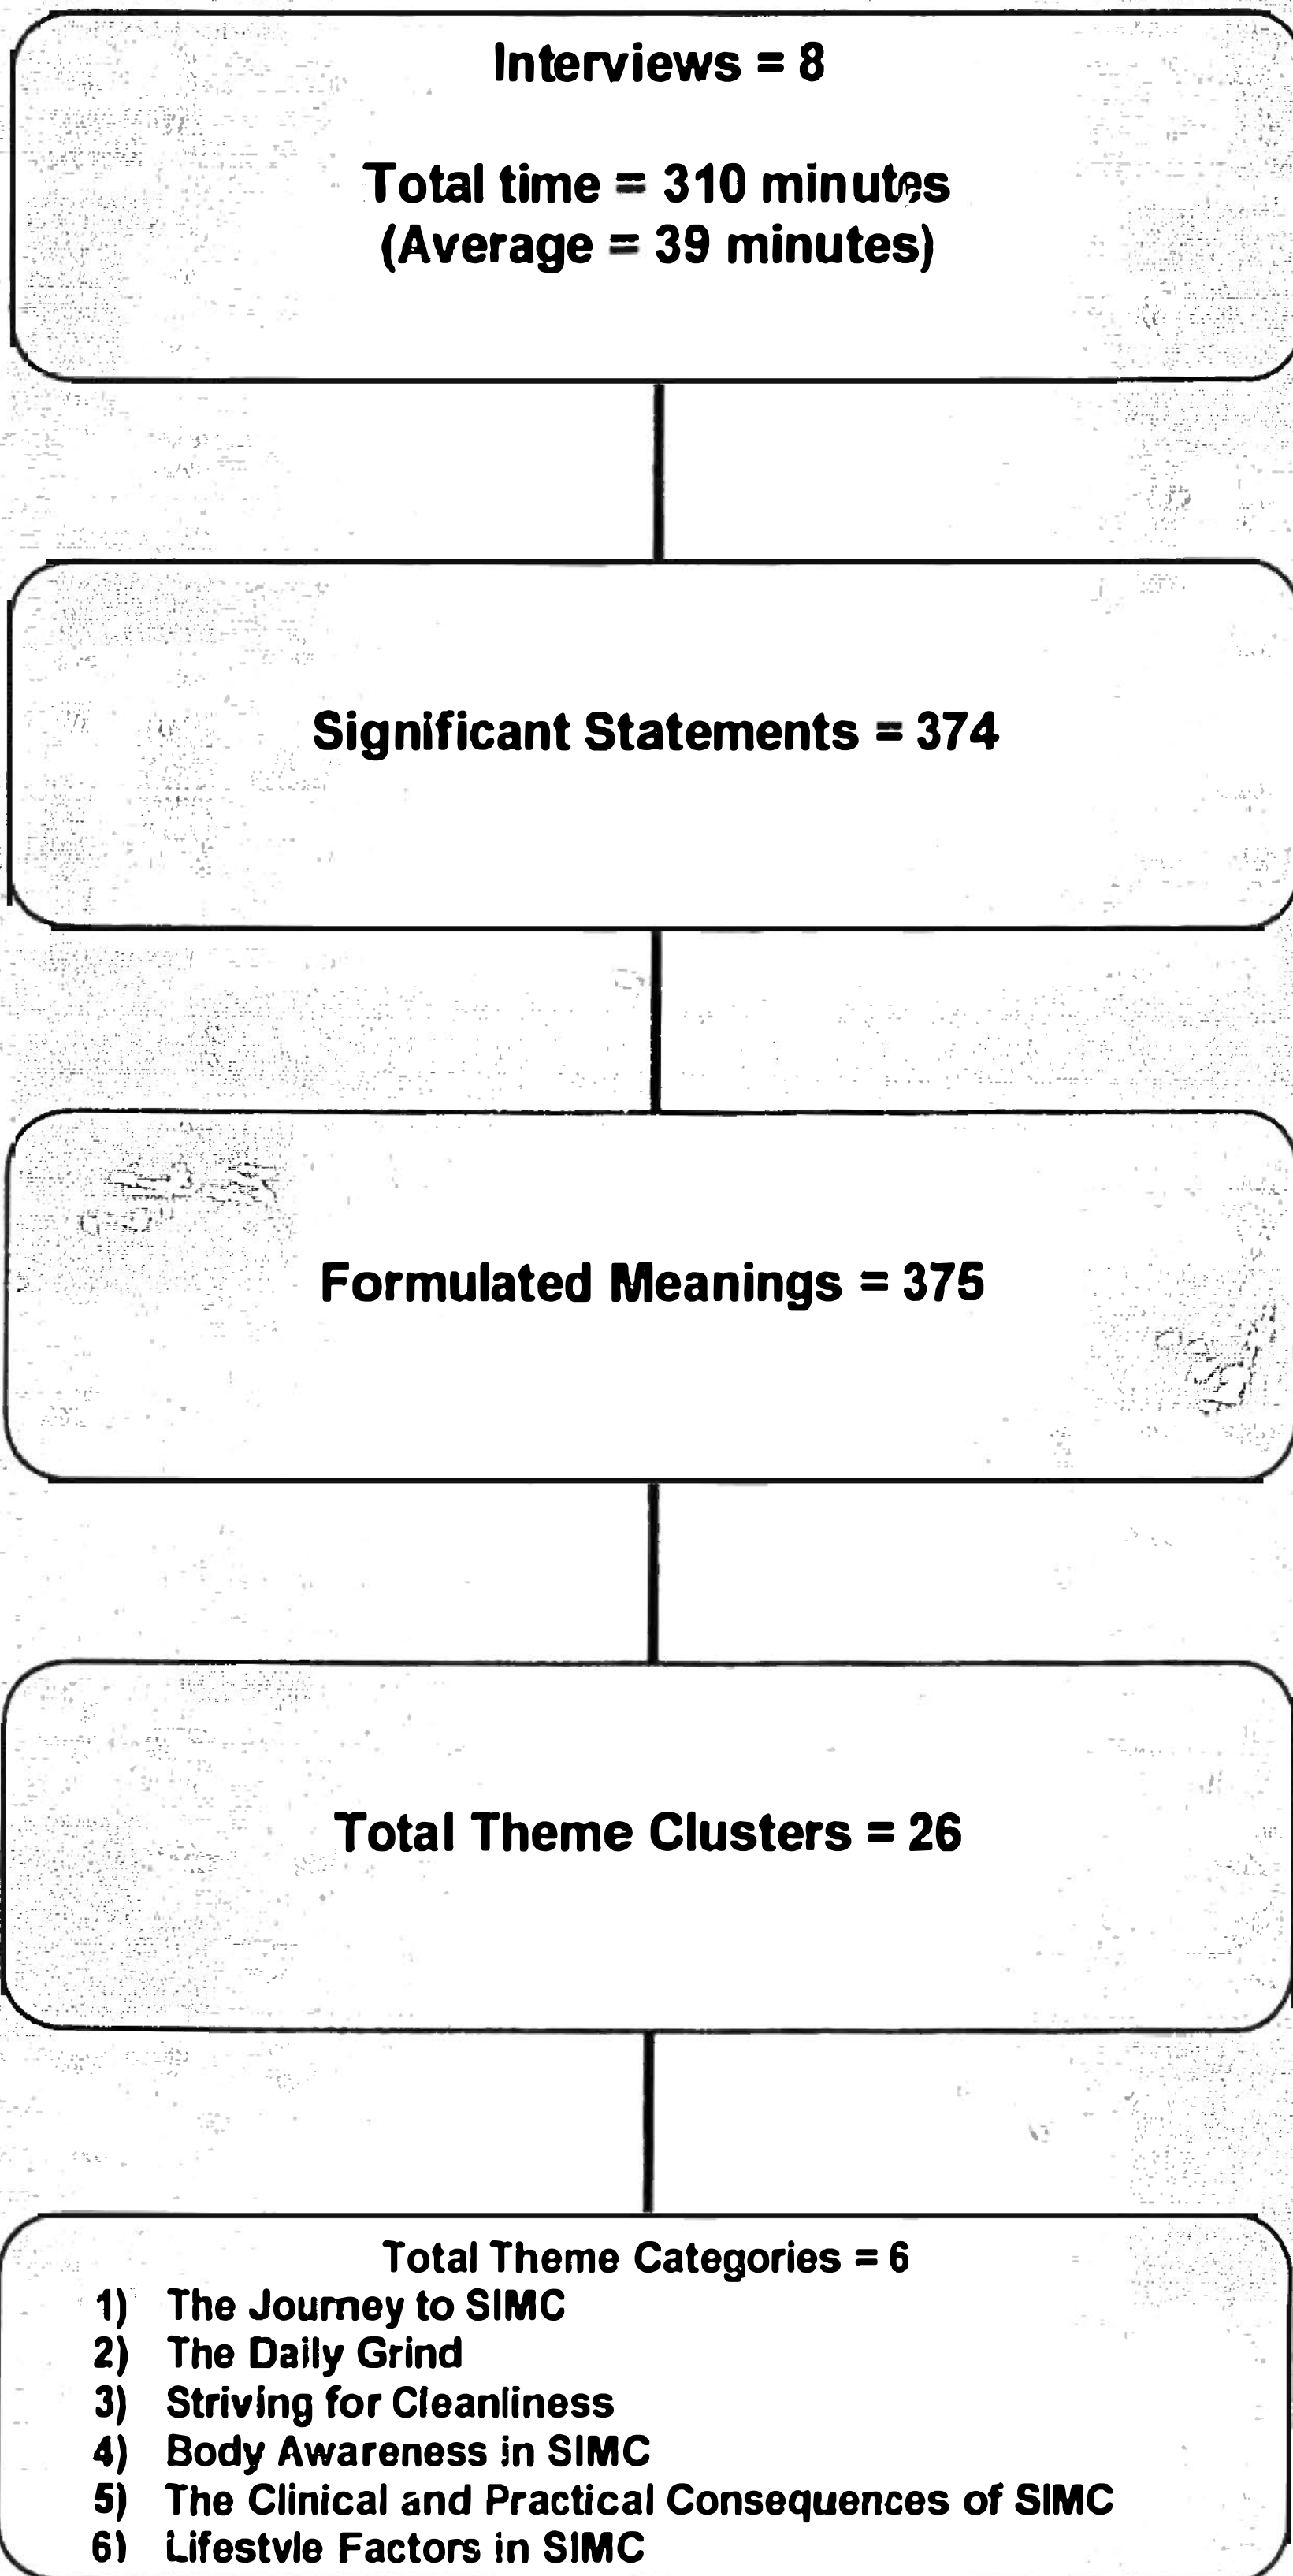 Interviews = 8
Total time = 310 minutes
(Average = 39 minutes)
Significant Statements = 374
Formulated Meanings = 375
Total Theme Clusters = 26
Total Theme Categories = 6
1) The Journey to SIMC
2) The Daily Grind
3) Striving for Cleanliness
4) Body Awareness in SIMC
5) The Clinical and Practical Consequences of SIMC
6) Lifestyle Factors in SIMC